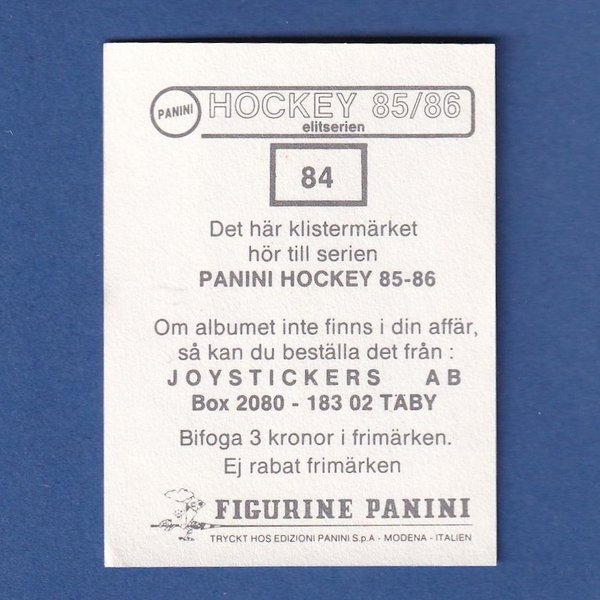 PANINI HOCKEY 85/86
elitserien
84
Det här klistermärket
hör till serien
PANINI HOCKEY 85-86
Om albumet inte finns i din affär,
så kan du beställa det från :
JOYSTICKERS AB
Box 2080 - 183 02 TÄBY
Bifoga 3 kronor i frimärken.
Ej rabat frimärken
FIGURINE PANINI
TRYCKT HOS EDIZIONI PANINI S.p.A - MODENA - ITALIEN